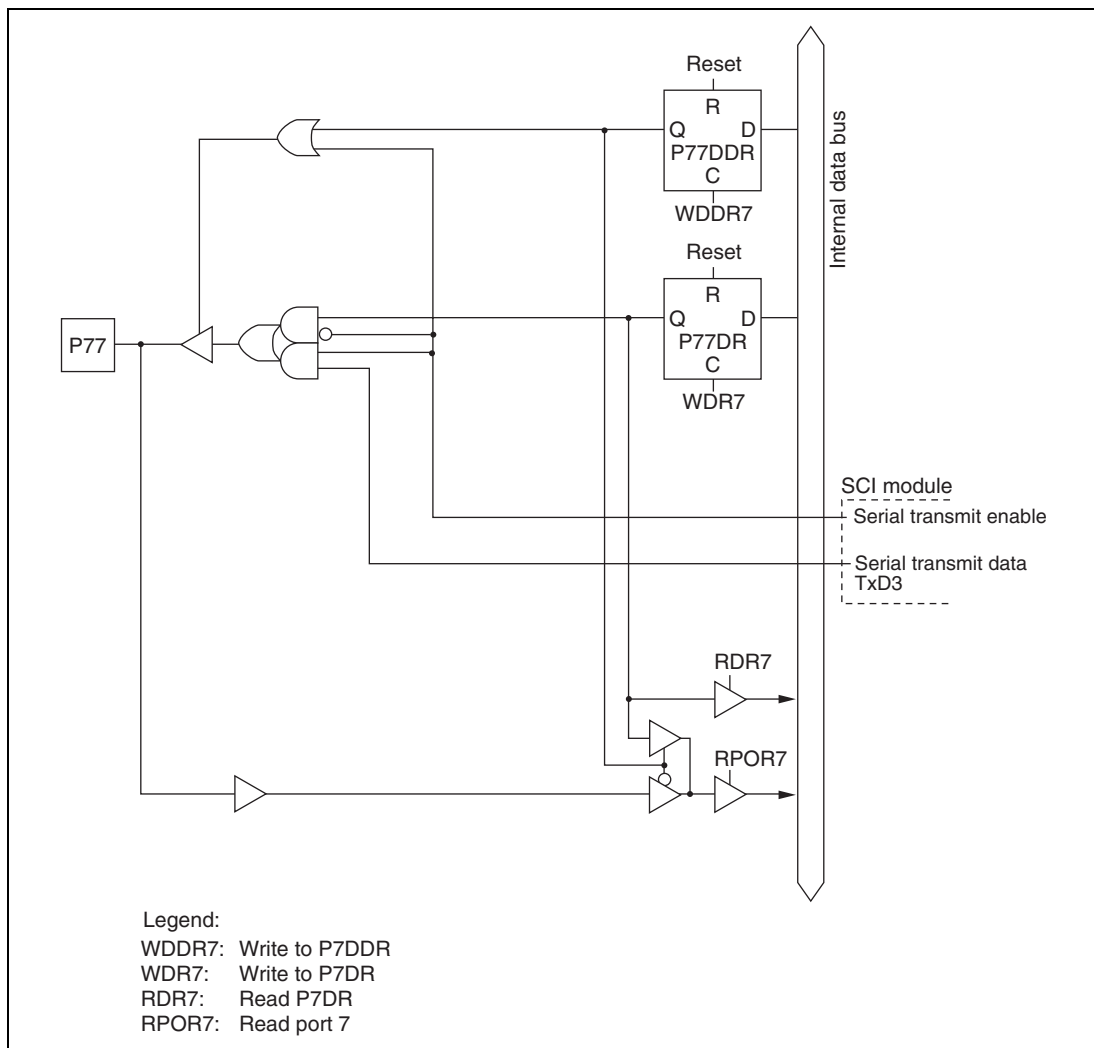 Reset
R
Q D
P77DDR
C
WDDR7
Internal data bus
Reset
R
Q D
P77DR
C
WDR7
P77
SCI module
Serial transmit enable
Serial transmit data
TxD3
RDR7
RPOR7
Legend:
WDDR7: Write to P7DDR
WDR7: Write to P7DR
RDR7: Read P7DR
RPOR7: Read port 7